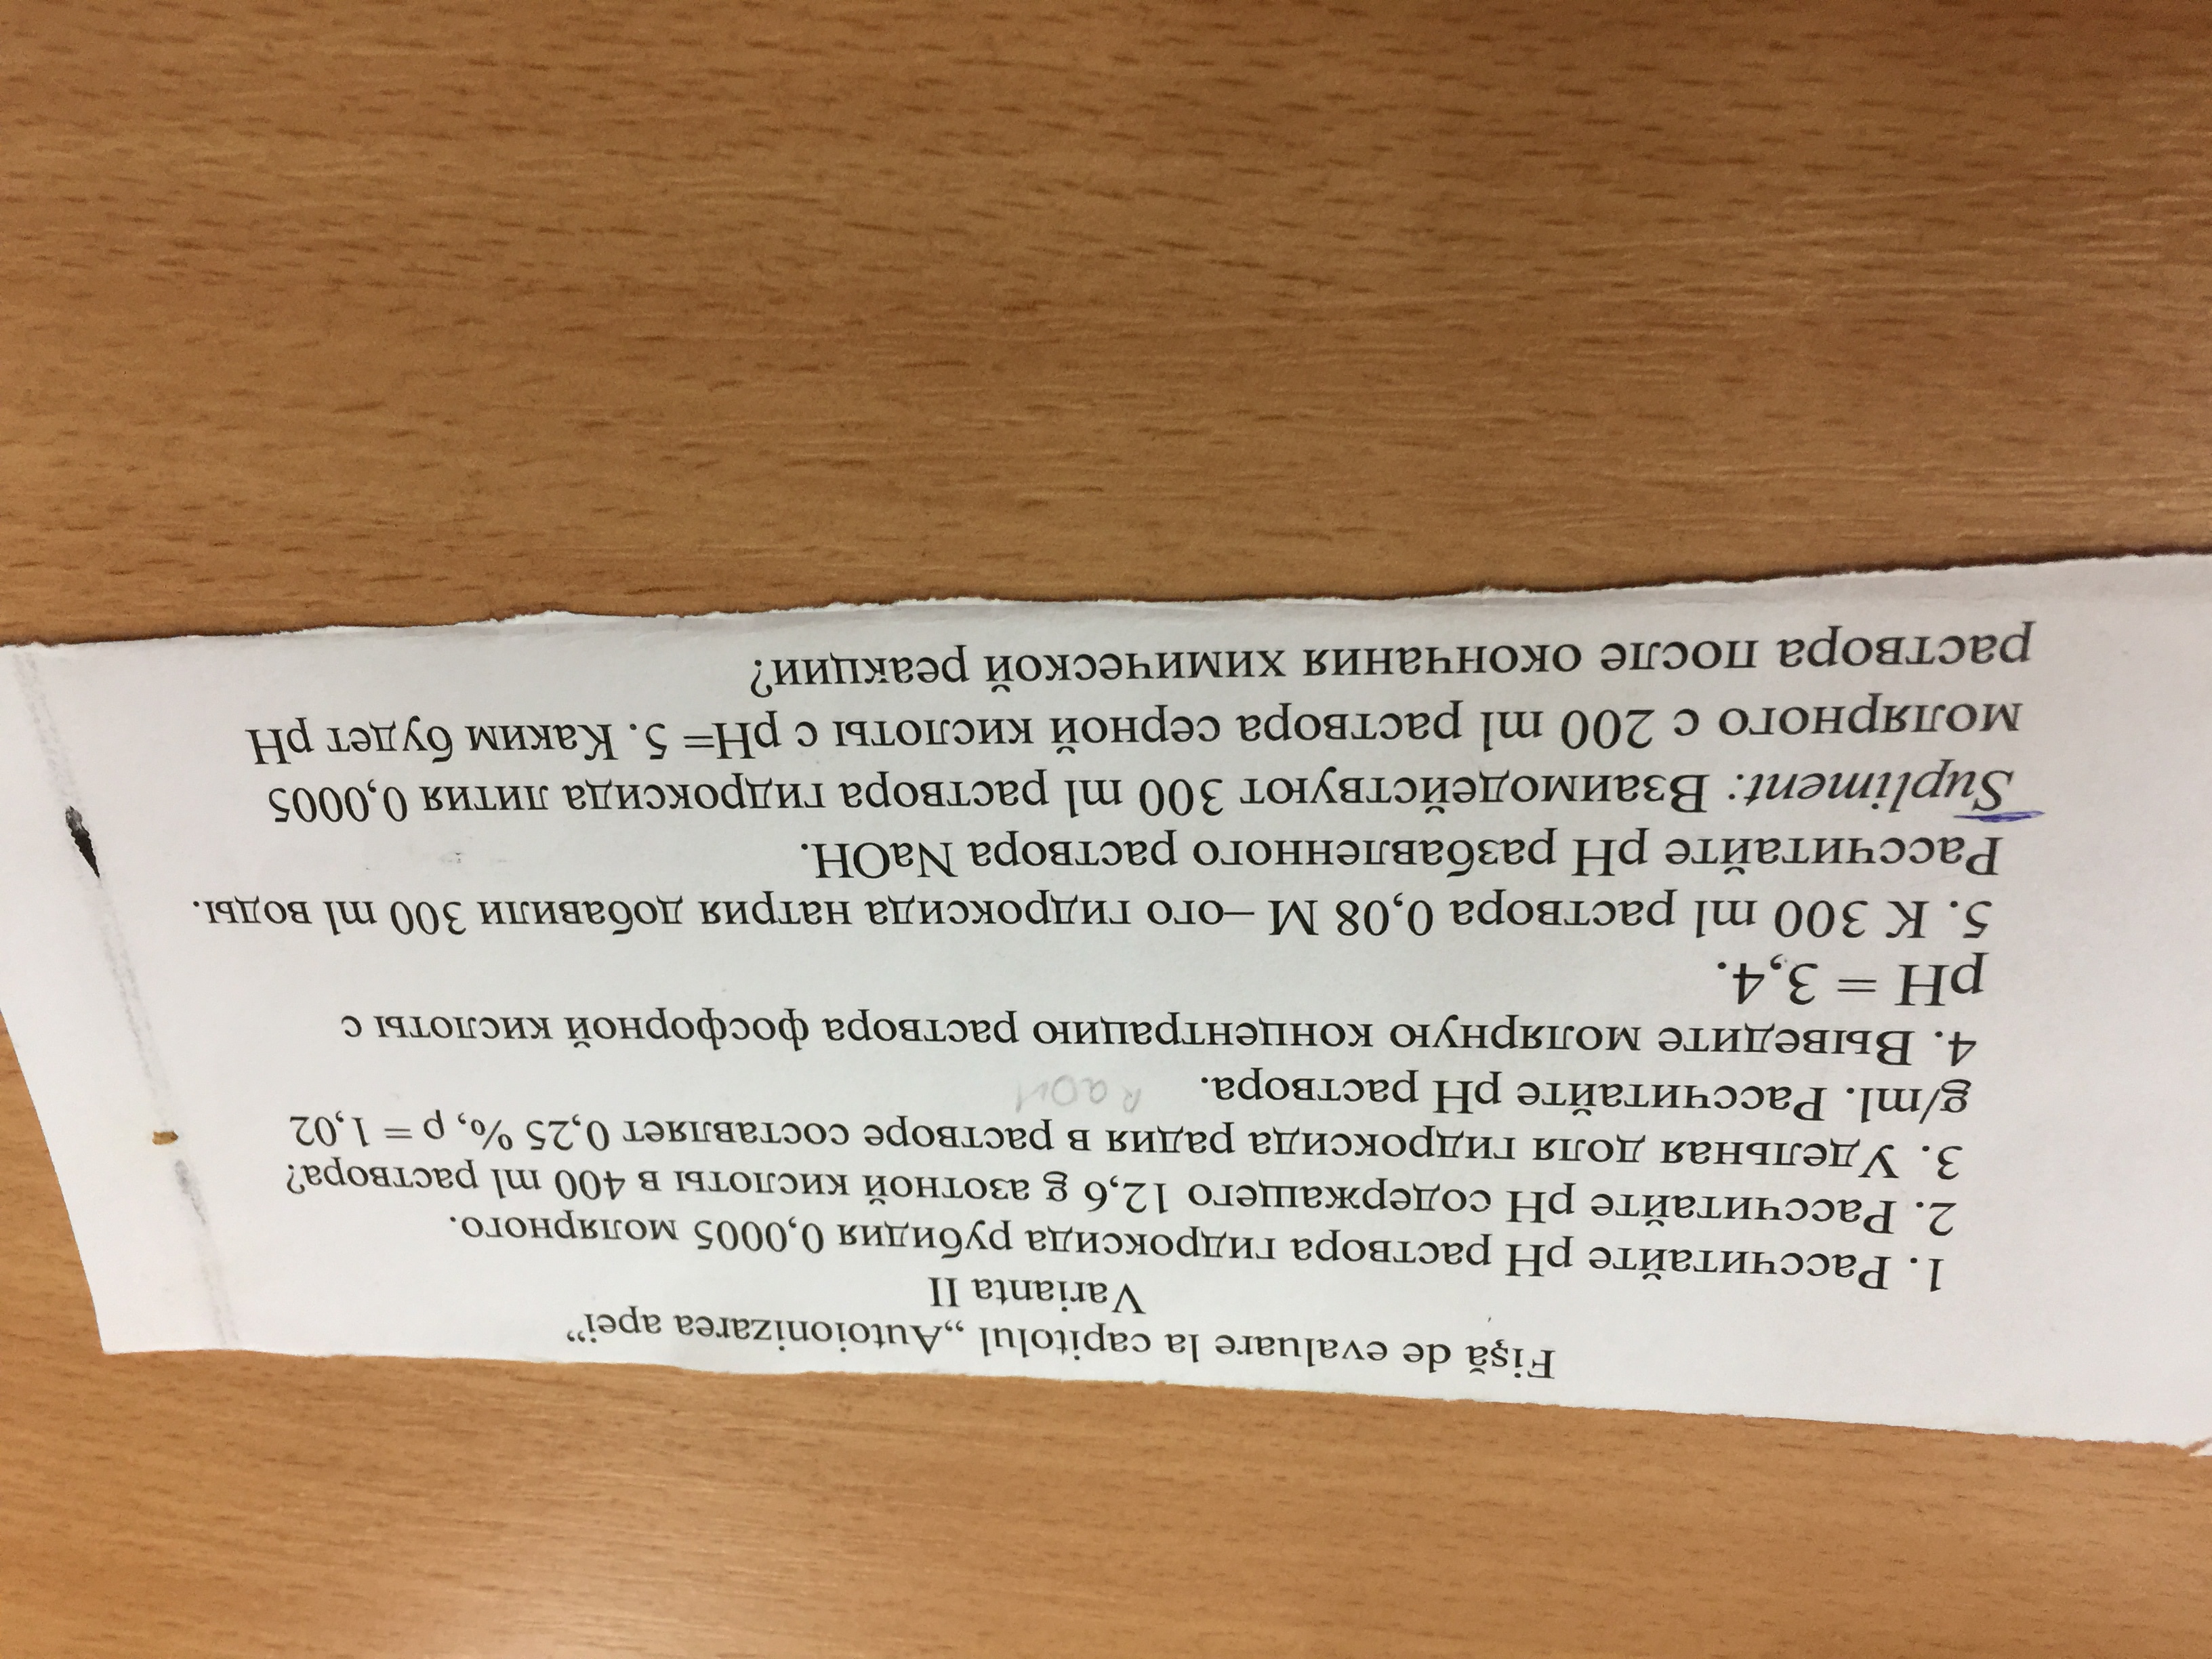 Fişă de evaluare la capitolul „Autoionizarea apei”
Varianta II
1. Рассчитайте pH раствора гидроксида рубидия 0,0005 молярного.
2. Рассчитайте pH содержащего 12,6 g азотной кислоты в 400 ml раствора?
3. Удельная доля гидроксида радия в растворе составляет 0,25 %, ρ = 1,02
g/ml. Рассчитайте pH раствора.
4. Выведите молярную концентрацию раствора фосфорной кислоты с
pH = 3,4.
5. К 300 ml раствора 0,08 М –ого гидроксида натрия добавили 300 ml воды.
Рассчитайте pH разбавленного раствора NaOH.
Supliment: Взаимодействуют 300 ml раствора гидроксида лития 0,0005
молярного с 200 ml раствора серной кислоты с pH= 5. Каким будет pH
раствора после окончания химической реакции?